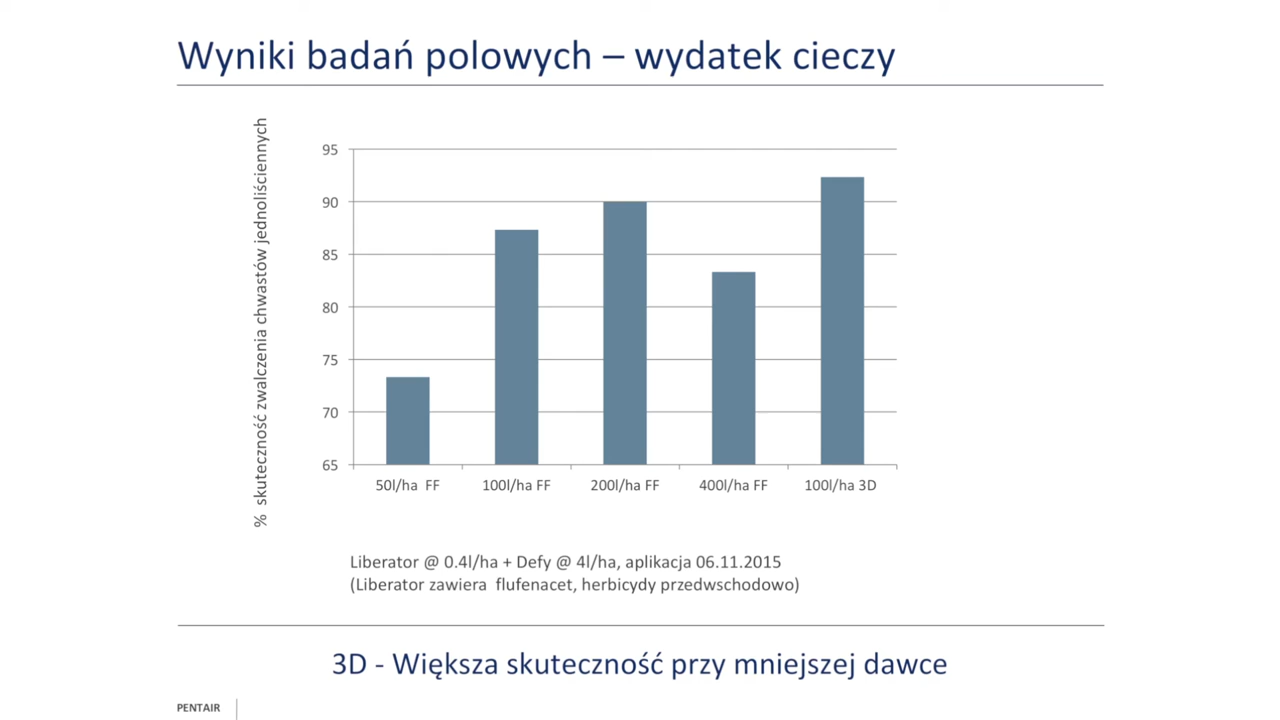 Wyniki badań polowych – wydatek cieczy
% skuteczność zwalczenia chwastów jednoliściennych
95
90
85
80
75
70
65
50l/ha FF
100l/ha FF
200l/ha FF
400l/ha FF
100l/ha 3D
Liberator @ 0.4l/ha + Defy @ 4l/ha, aplikacja 06.11.2015
(Liberator zawiera flufenacet, herbicydy przedwschodowo)
3D - Większa skuteczność przy mniejszej dawce
PENTAIR